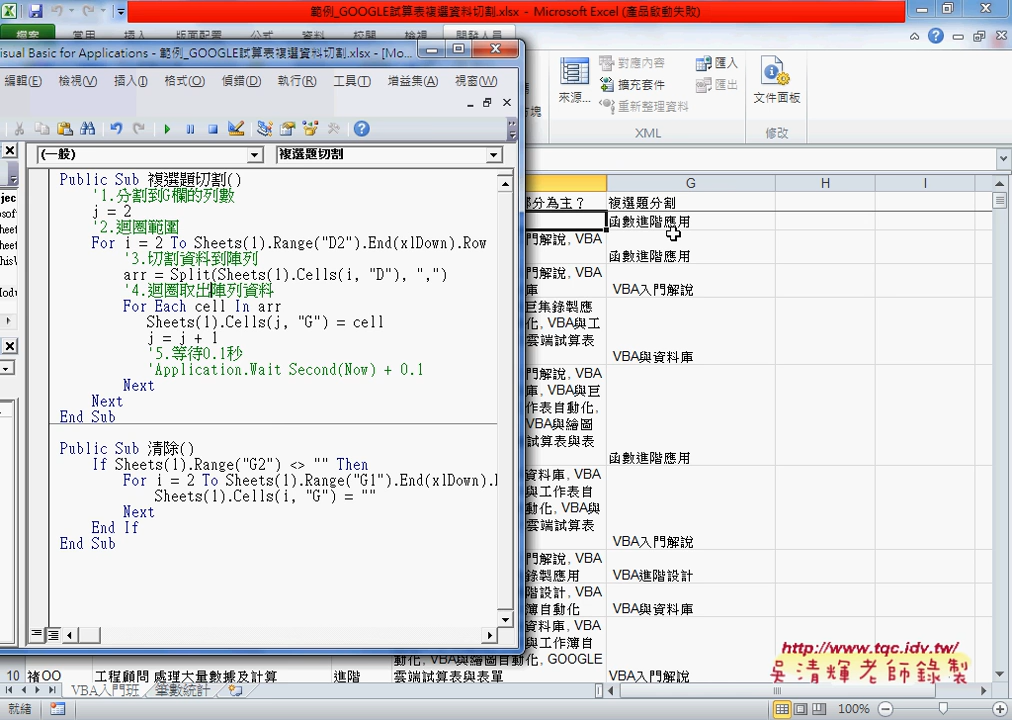 範例_GOOGLE試算表複選資料切割.xlsx - Microsoft Excel (產品啟動失敗)
isual Basic for Applications - 範例_GOOGLE試算表複選資料切割.xlsx - [Mo...
編輯(E) 檢視(V) 插入(I) 格式(O) 偵錯(D) 執行(R) 工具(T) 增益集(A) 視窗(W)
來源...
對應內容
擴充套件
重新整理資料
匯入
匯出
文件面板
XML
修改
(一般)
複選題切割
Public Sub 複選題切割()
'1.分割到G欄的列數
j = 2
'2.迴圈範圍
For i = 2 To Sheets(1).Range("D2").End(xlDown).Row
'3.切割資料到陣列
arr = Split(Sheets(1).Cells(i, "D"), ",")
'4.迴圈取出陣列資料
For Each cell In arr
Sheets(1).Cells(j, "G") = cell
j = j + 1
'5.等待0.1秒
'Application.Wait Second(Now) + 0.1
Next
Next
End Sub
Public Sub 清除()
If Sheets(1).Range("G2") <> "" Then
For i = 2 To Sheets(1).Range("G1").End(xlDown).
Sheets(1).Cells(i, "G") = ""
Next
End If
End Sub
G H I
部分為主？ 複選題分割
函數進階應用
門解說, VBA
函數進階應用
門解說, VBA
庫 VBA入門解說
巨集錄製應
化, VBA與工
雲端試算表 VBA與資料庫
門解說, VBA
庫, VBA與巨
作表自動化,
VBA與繪圖
試算表與表 函數進階應用
資料庫, VBA
與工作表自
動化, VBA與
雲端試算表
VBA入門解說
門解說, VBA
錄製應用 VBA進階設計
階設計, VBA
簿自動化 VBA與資料庫
資料庫, VBA
與工作簿自
動化, VBA與繪圖自動化, GOOGLE
10 褚OO 工程顧問 處理大量數據及計算 進階 雲端試算表與表單 VBA入門解說
http://www.tqc.idv.tw/
吳清輝老師錄製
VBA入門班 筆數統計
就緒
100%